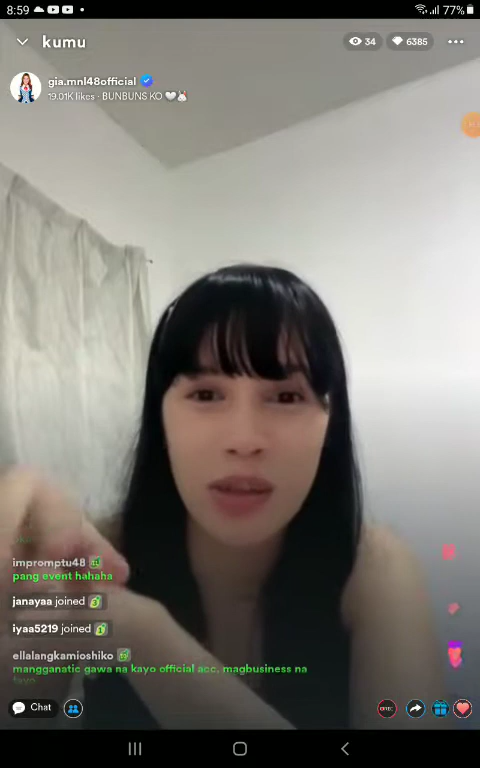 8:59
77%
kumu
34
6385
gia.mnl48official
19.01K likes · BUNBUNS KO 🤍🐰
impromptu48
pang event hahaha
janayaa joined
iyaa5219 joined
ellalangkamioshiko
mangganatic gawa na kayo official acc, magbusiness na
Chat